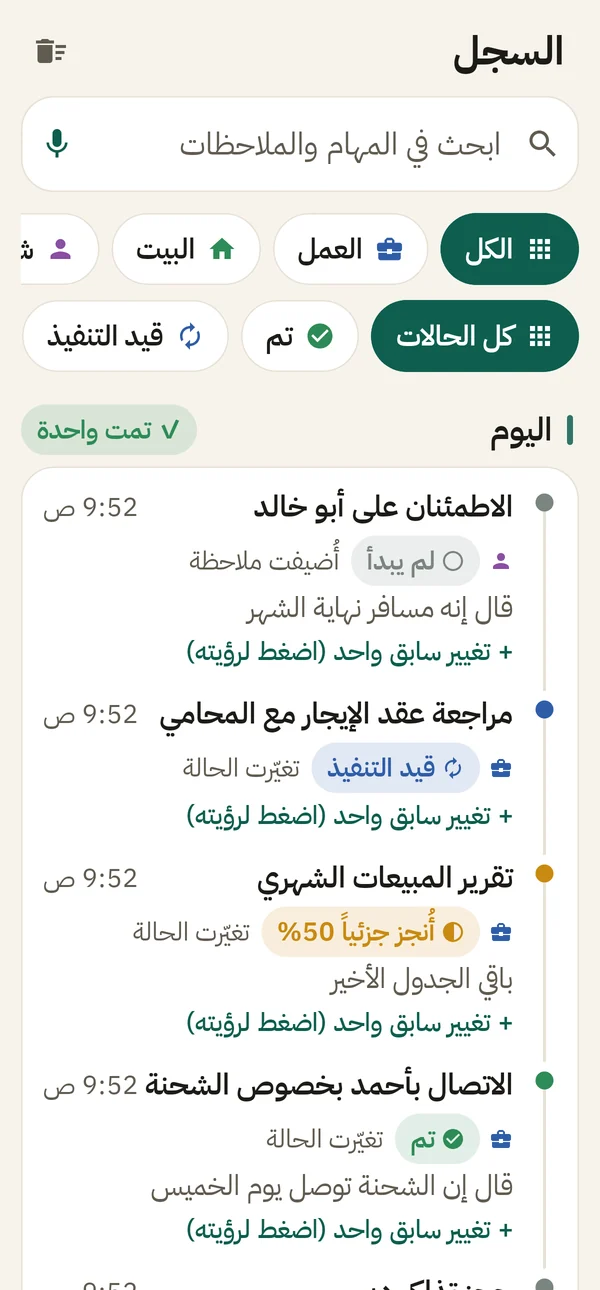 السجل
ابحث في المهام والملاحظات
الكل العمل البيت
كل الحالات تم قيد التنفيذ
اليوم ✓ تمت واحدة
الاطمئنان على أبو خالد 9:52 ص
لم يبدأ أُضيفت ملاحظة
قال إنه مسافر نهاية الشهر
+ تغيير سابق واحد (اضغط لرؤيته)
مراجعة عقد الإيجار مع المحامي 9:52 ص
قيد التنفيذ تغيّرت الحالة
+ تغيير سابق واحد (اضغط لرؤيته)
تقرير المبيعات الشهري 9:52 ص
أُنجز جزئياً 50% تغيّرت الحالة
باقي الجدول الأخير
+ تغيير سابق واحد (اضغط لرؤيته)
الاتصال بأحمد بخصوص الشحنة 9:52 ص
تم تغيّرت الحالة
قال إن الشحنة توصل يوم الخميس
+ تغيير سابق واحد (اضغط لرؤيته)